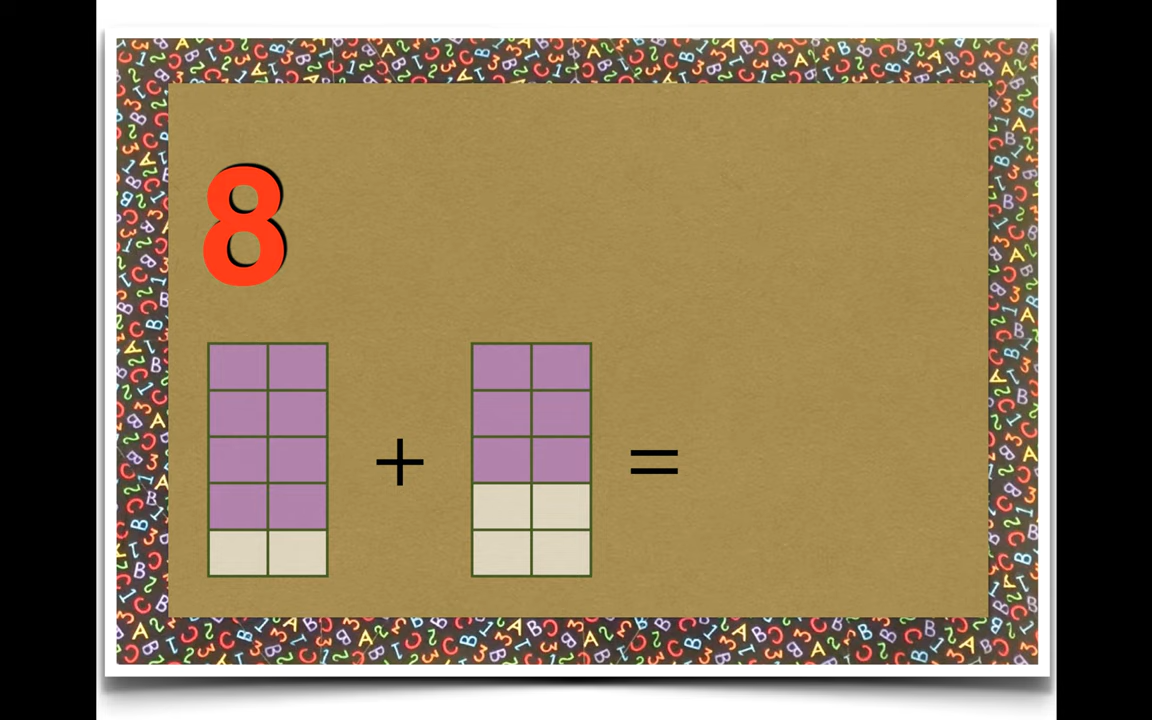 8
+ =